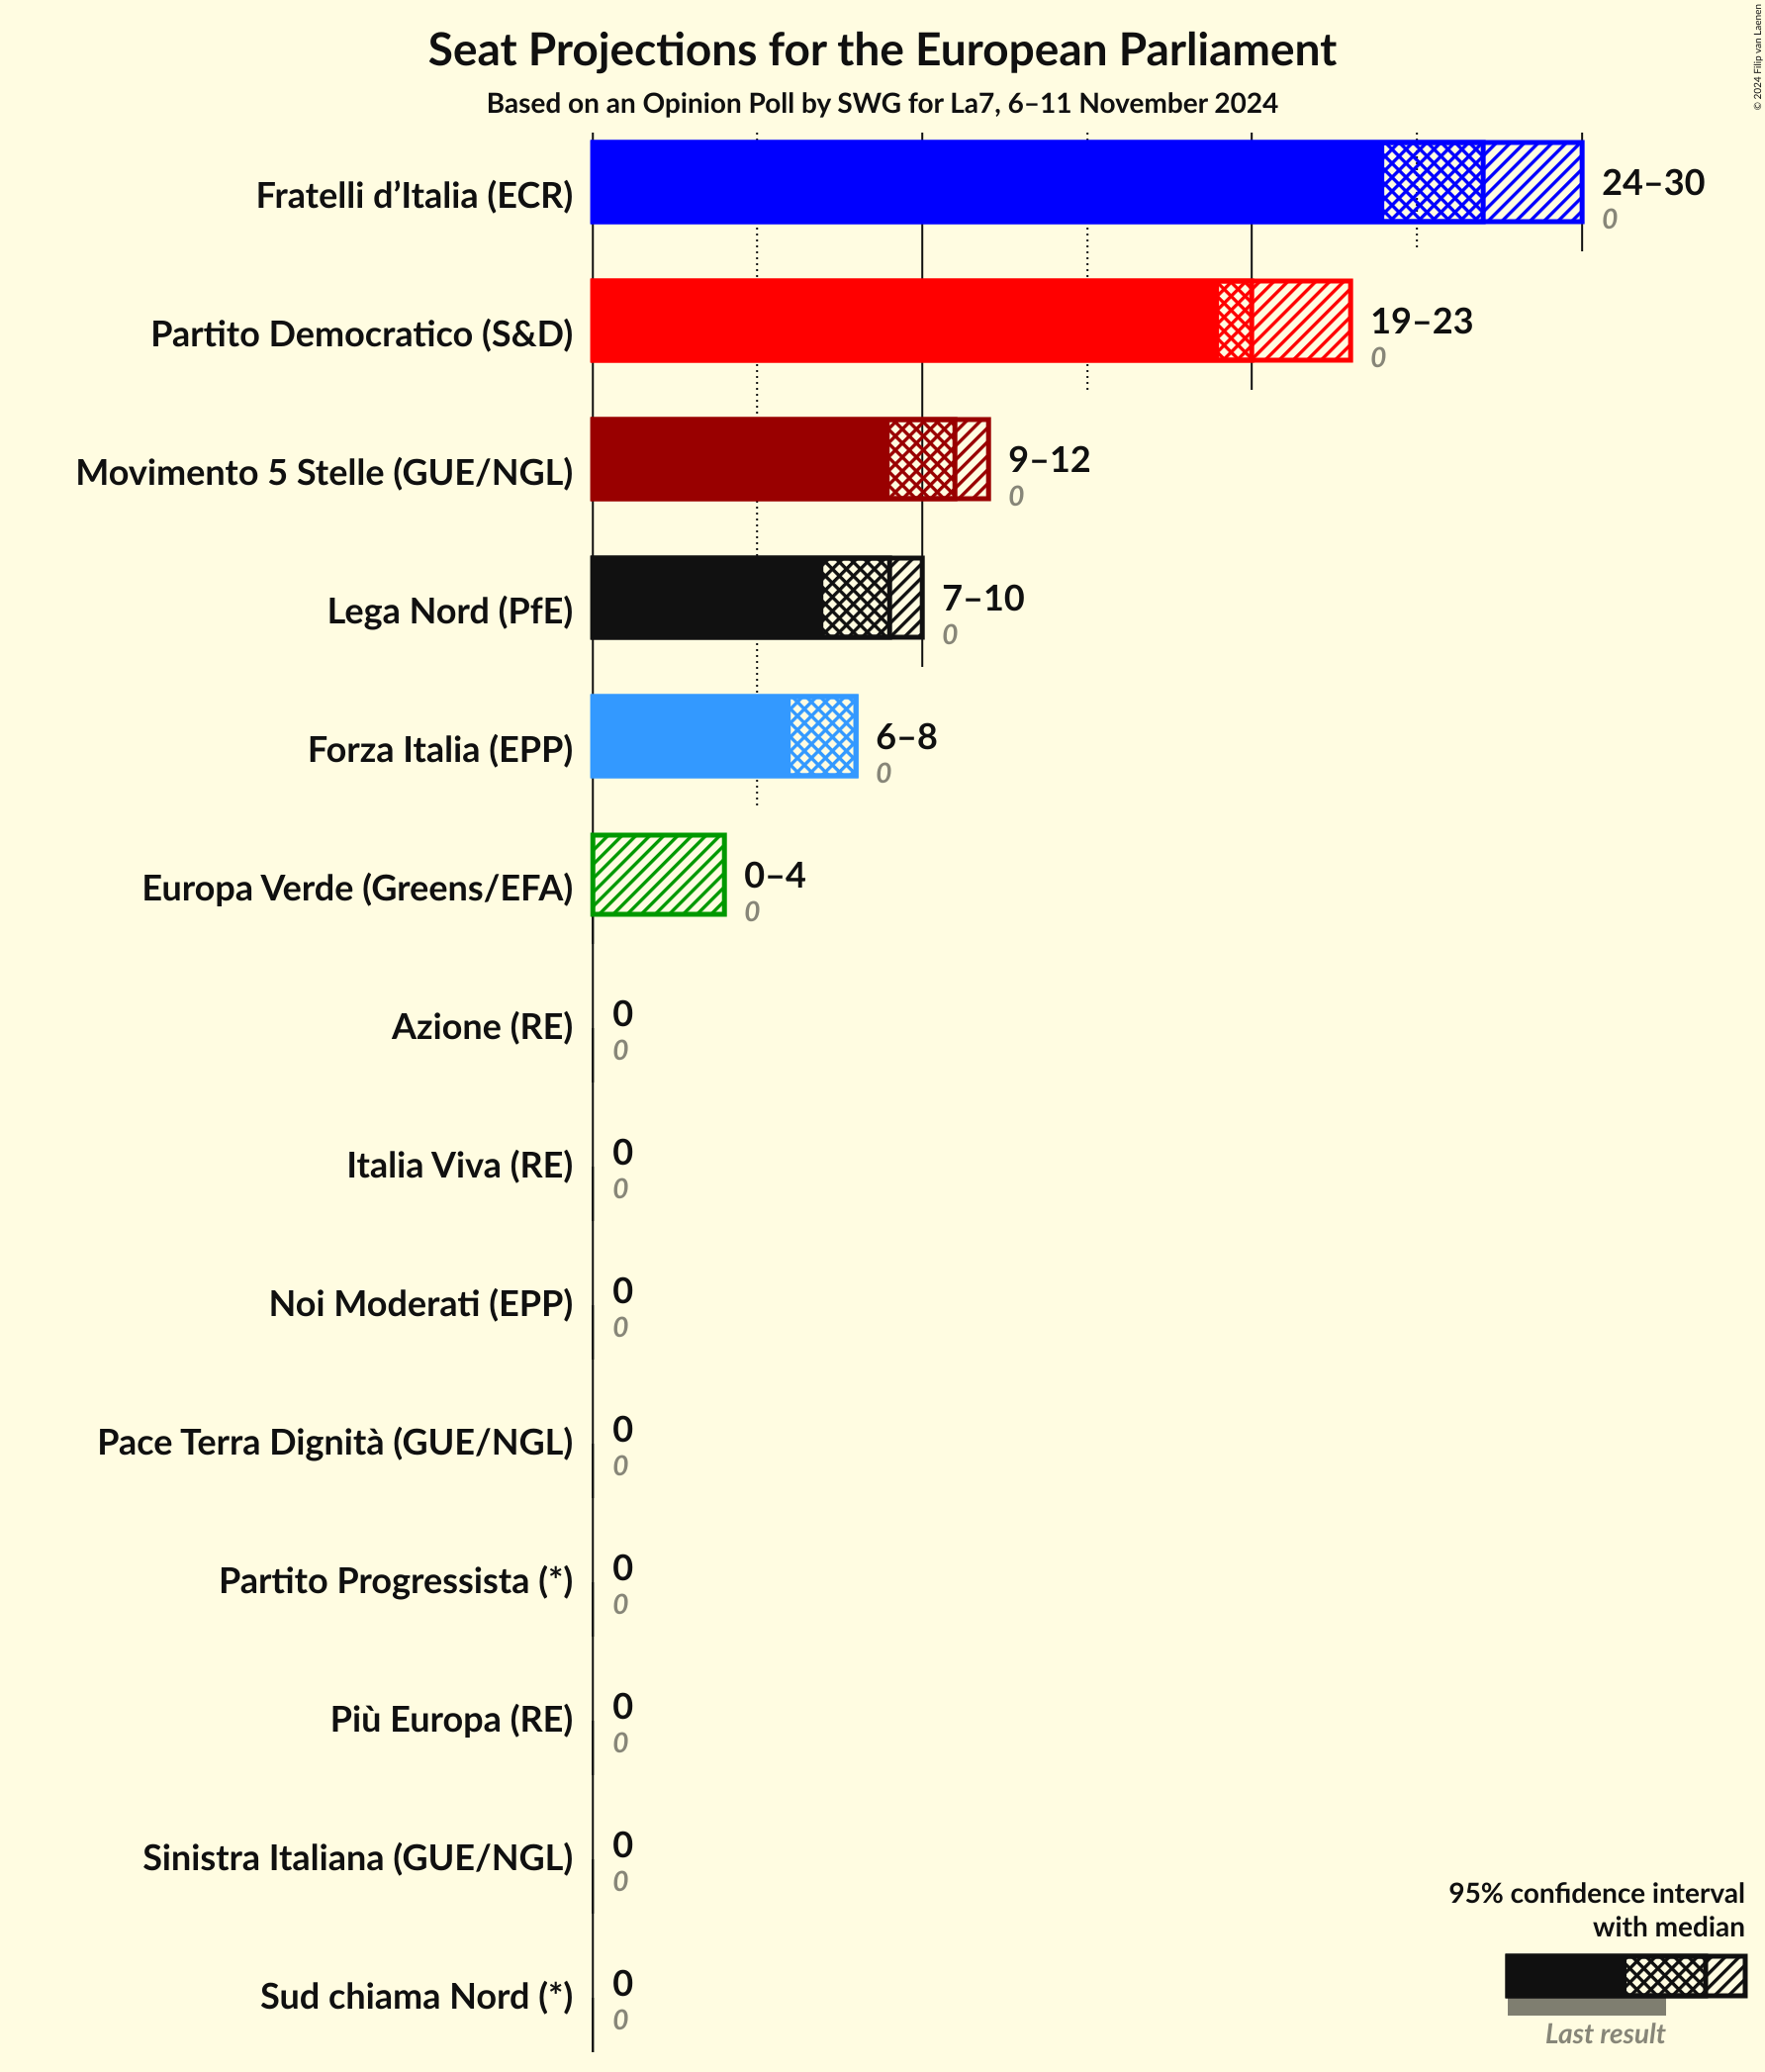 Seat Projections for the European Parliament
Based on an Opinion Poll by SWG for La7, 6–11 November 2024
© 2024 Filip van Laenen
Fratelli d’Italia (ECR)
24–30
0
Partito Democratico (S&D)
19–23
0
Movimento 5 Stelle (GUE/NGL)
9–12
0
Lega Nord (PfE)
7–10
0
Forza Italia (EPP)
6–8
0
Europa Verde (Greens/EFA)
0–4
0
Azione (RE)
0
0
Italia Viva (RE)
0
0
Noi Moderati (EPP)
0
0
Pace Terra Dignità (GUE/NGL)
0
0
Partito Progressista (*)
0
0
Più Europa (RE)
0
0
Sinistra Italiana (GUE/NGL)
0
0
Sud chiama Nord (*)
0
0
95% confidence interval
with median
Last result